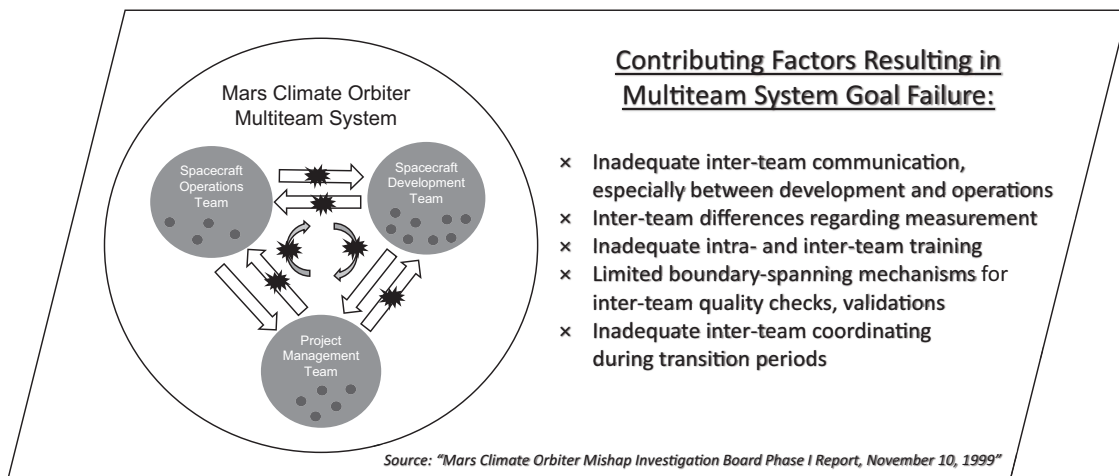 Mars Climate Orbiter
Multiteam System
Spacecraft
Operations
Team
Spacecraft
Development
Team
Project
Management
Team
Contributing Factors Resulting in
Multiteam System Goal Failure:
× Inadequate inter-team communication,
especially between development and operations
× Inter-team differences regarding measurement
× Inadequate intra- and inter-team training
× Limited boundary-spanning mechanisms for
inter-team quality checks, validations
× Inadequate inter-team coordinating
during transition periods
Source: “Mars Climate Orbiter Mishap Investigation Board Phase I Report, November 10, 1999”